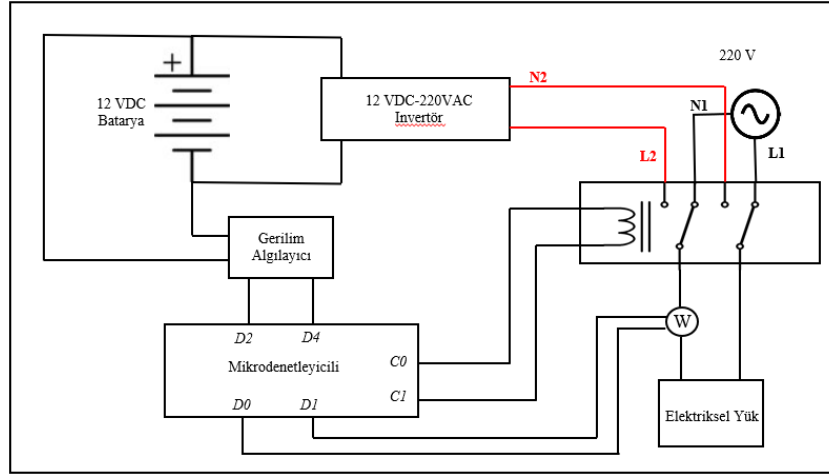 220 V
+
12 VDC
Batarya
12 VDC-220VAC
Invertör
N2
N1
L2
L1
Gerilim
Algılayıcı
D2
D4
C0
Mikrodenetleyicili
C1
D0
D1
W
Elektriksel Yük